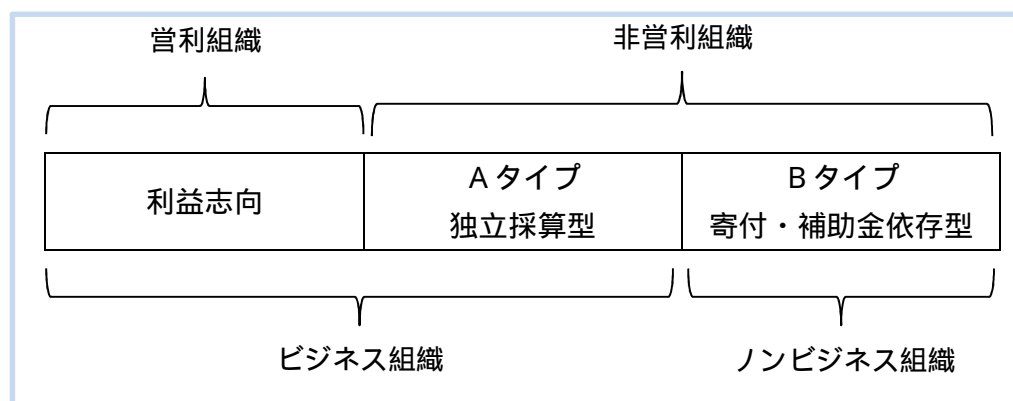 営利組織
非営利組織
利益志向
A タイプ
独立採算型
B タイプ
寄付・補助金依存型
ビジネス組織
ノンビジネス組織